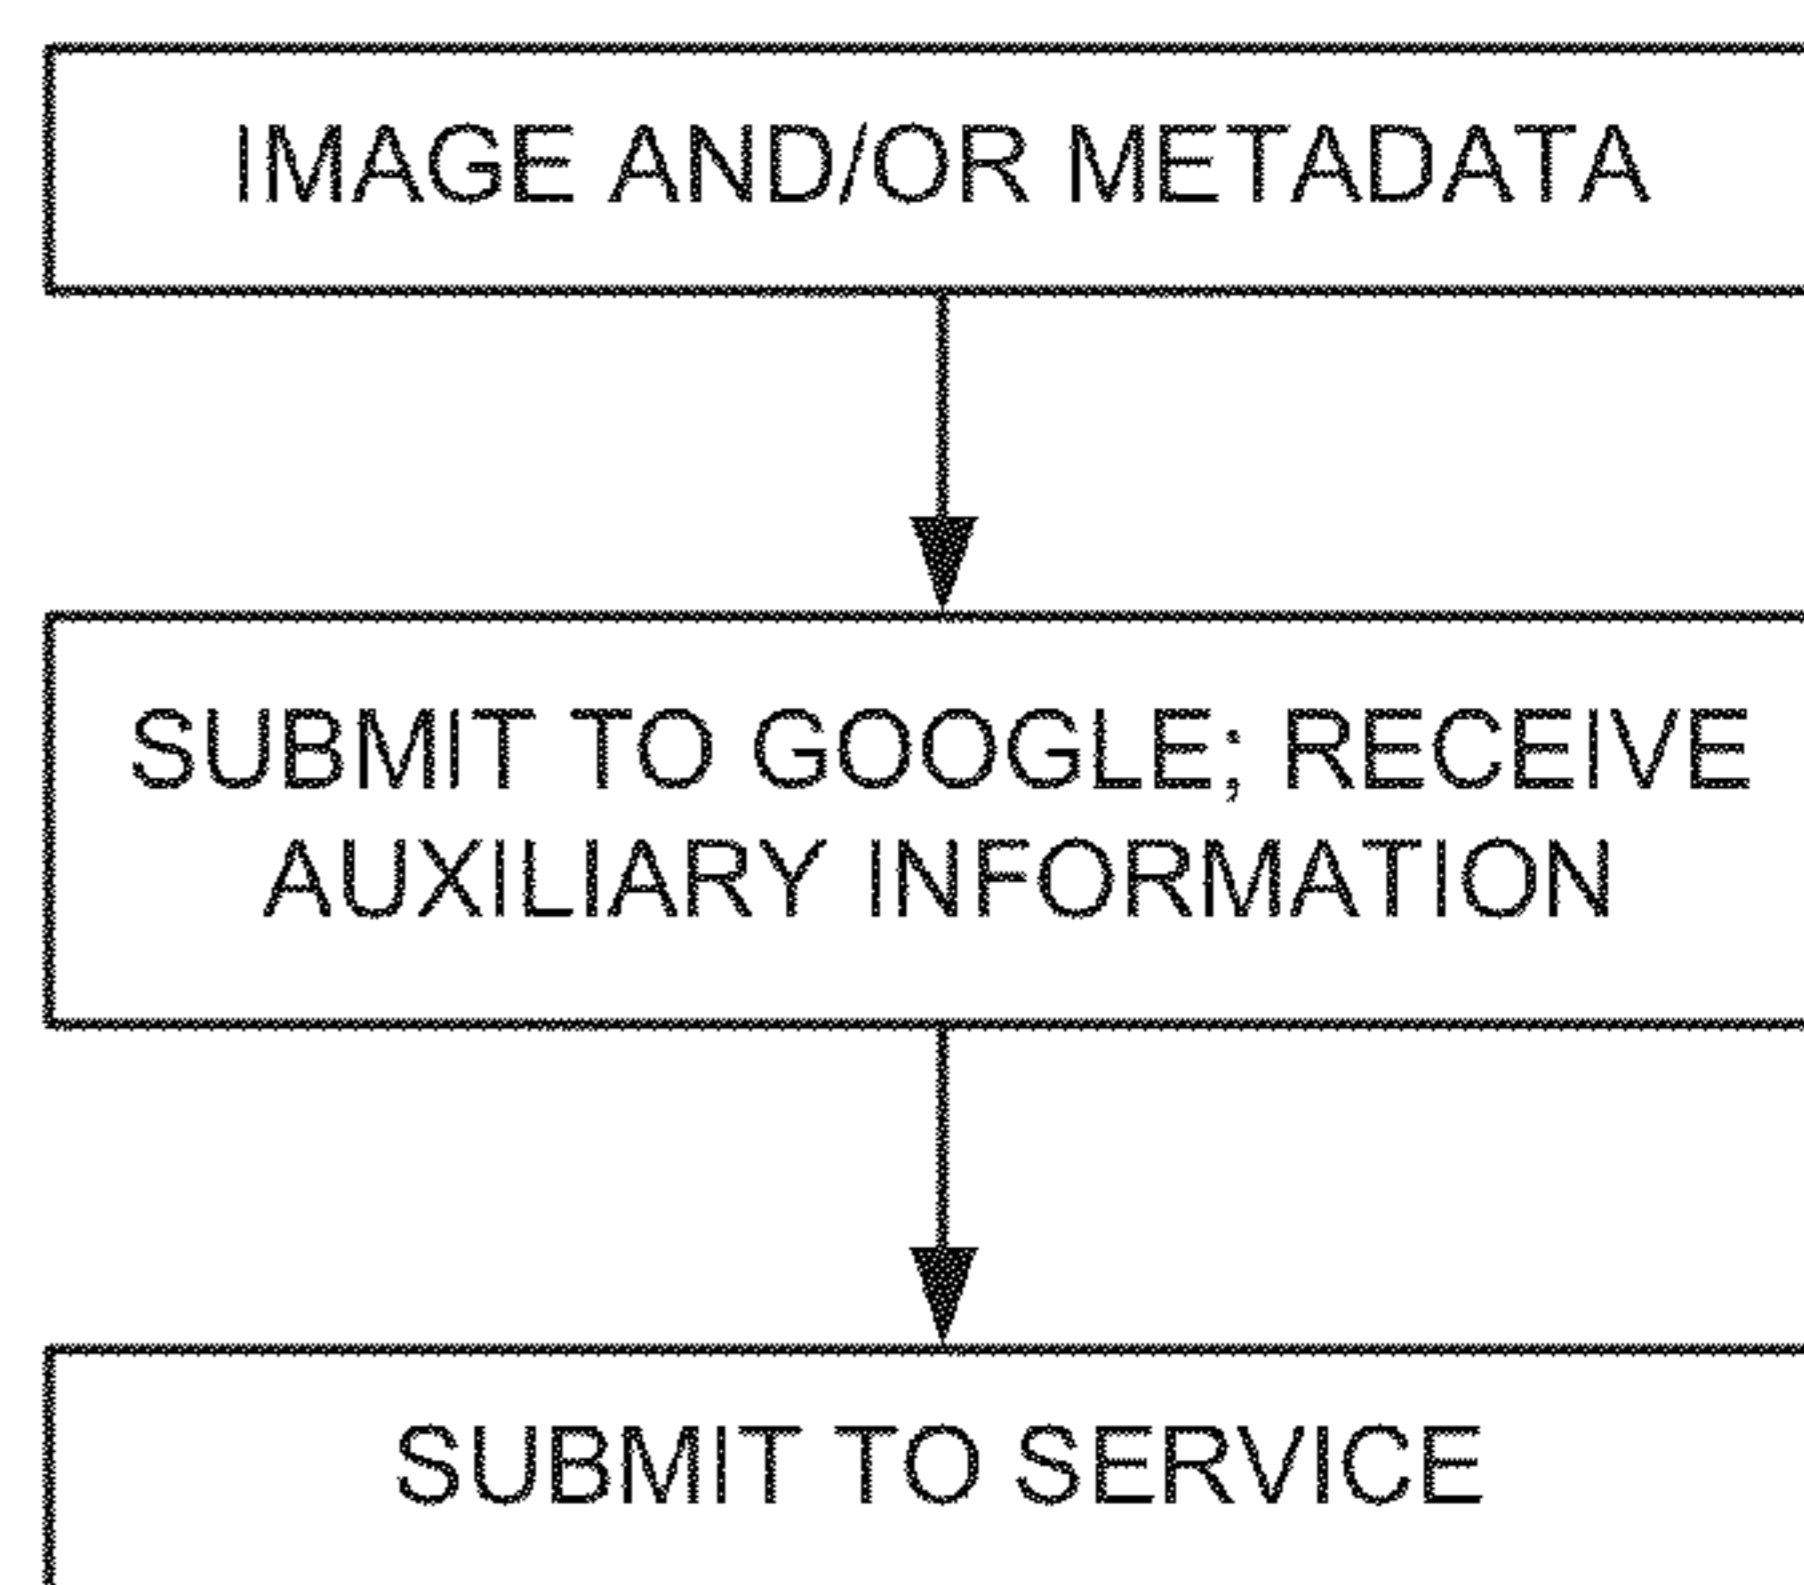 IMAGE AND/OR METADATA
SUBMIT TO GOOGLE; RECEIVE
AUXILIARY INFORMATION
SUBMIT TO SERVICE